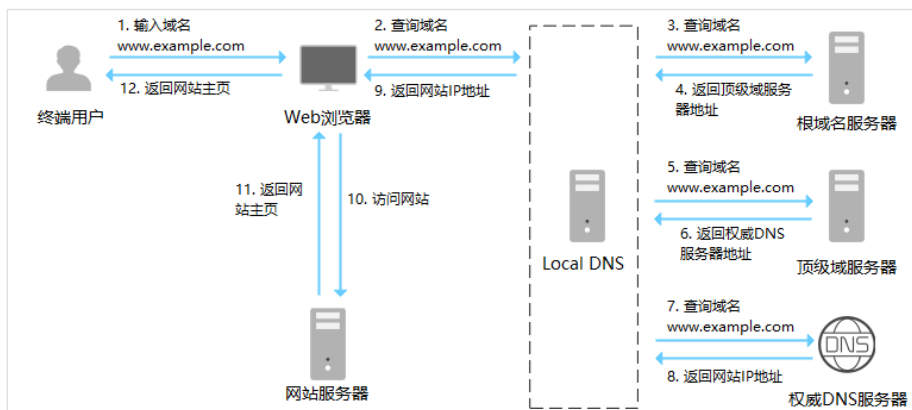 1. 输入域名
www.example.com
12. 返回网站主页
终端用户
Web浏览器
2. 查询域名
www.example.com
9. 返回网站IP地址
3. 查询域名
www.example.com
4. 返回顶级域服务
器地址
根域名服务器
11. 返回网
站主页
10. 访问网站
网站服务器
Local DNS
5. 查询域名
www.example.com
6. 返回权威DNS
服务器地址
顶级域服务器
7. 查询域名
www.example.com
8. 返回网站IP地址
DNS
权威DNS服务器